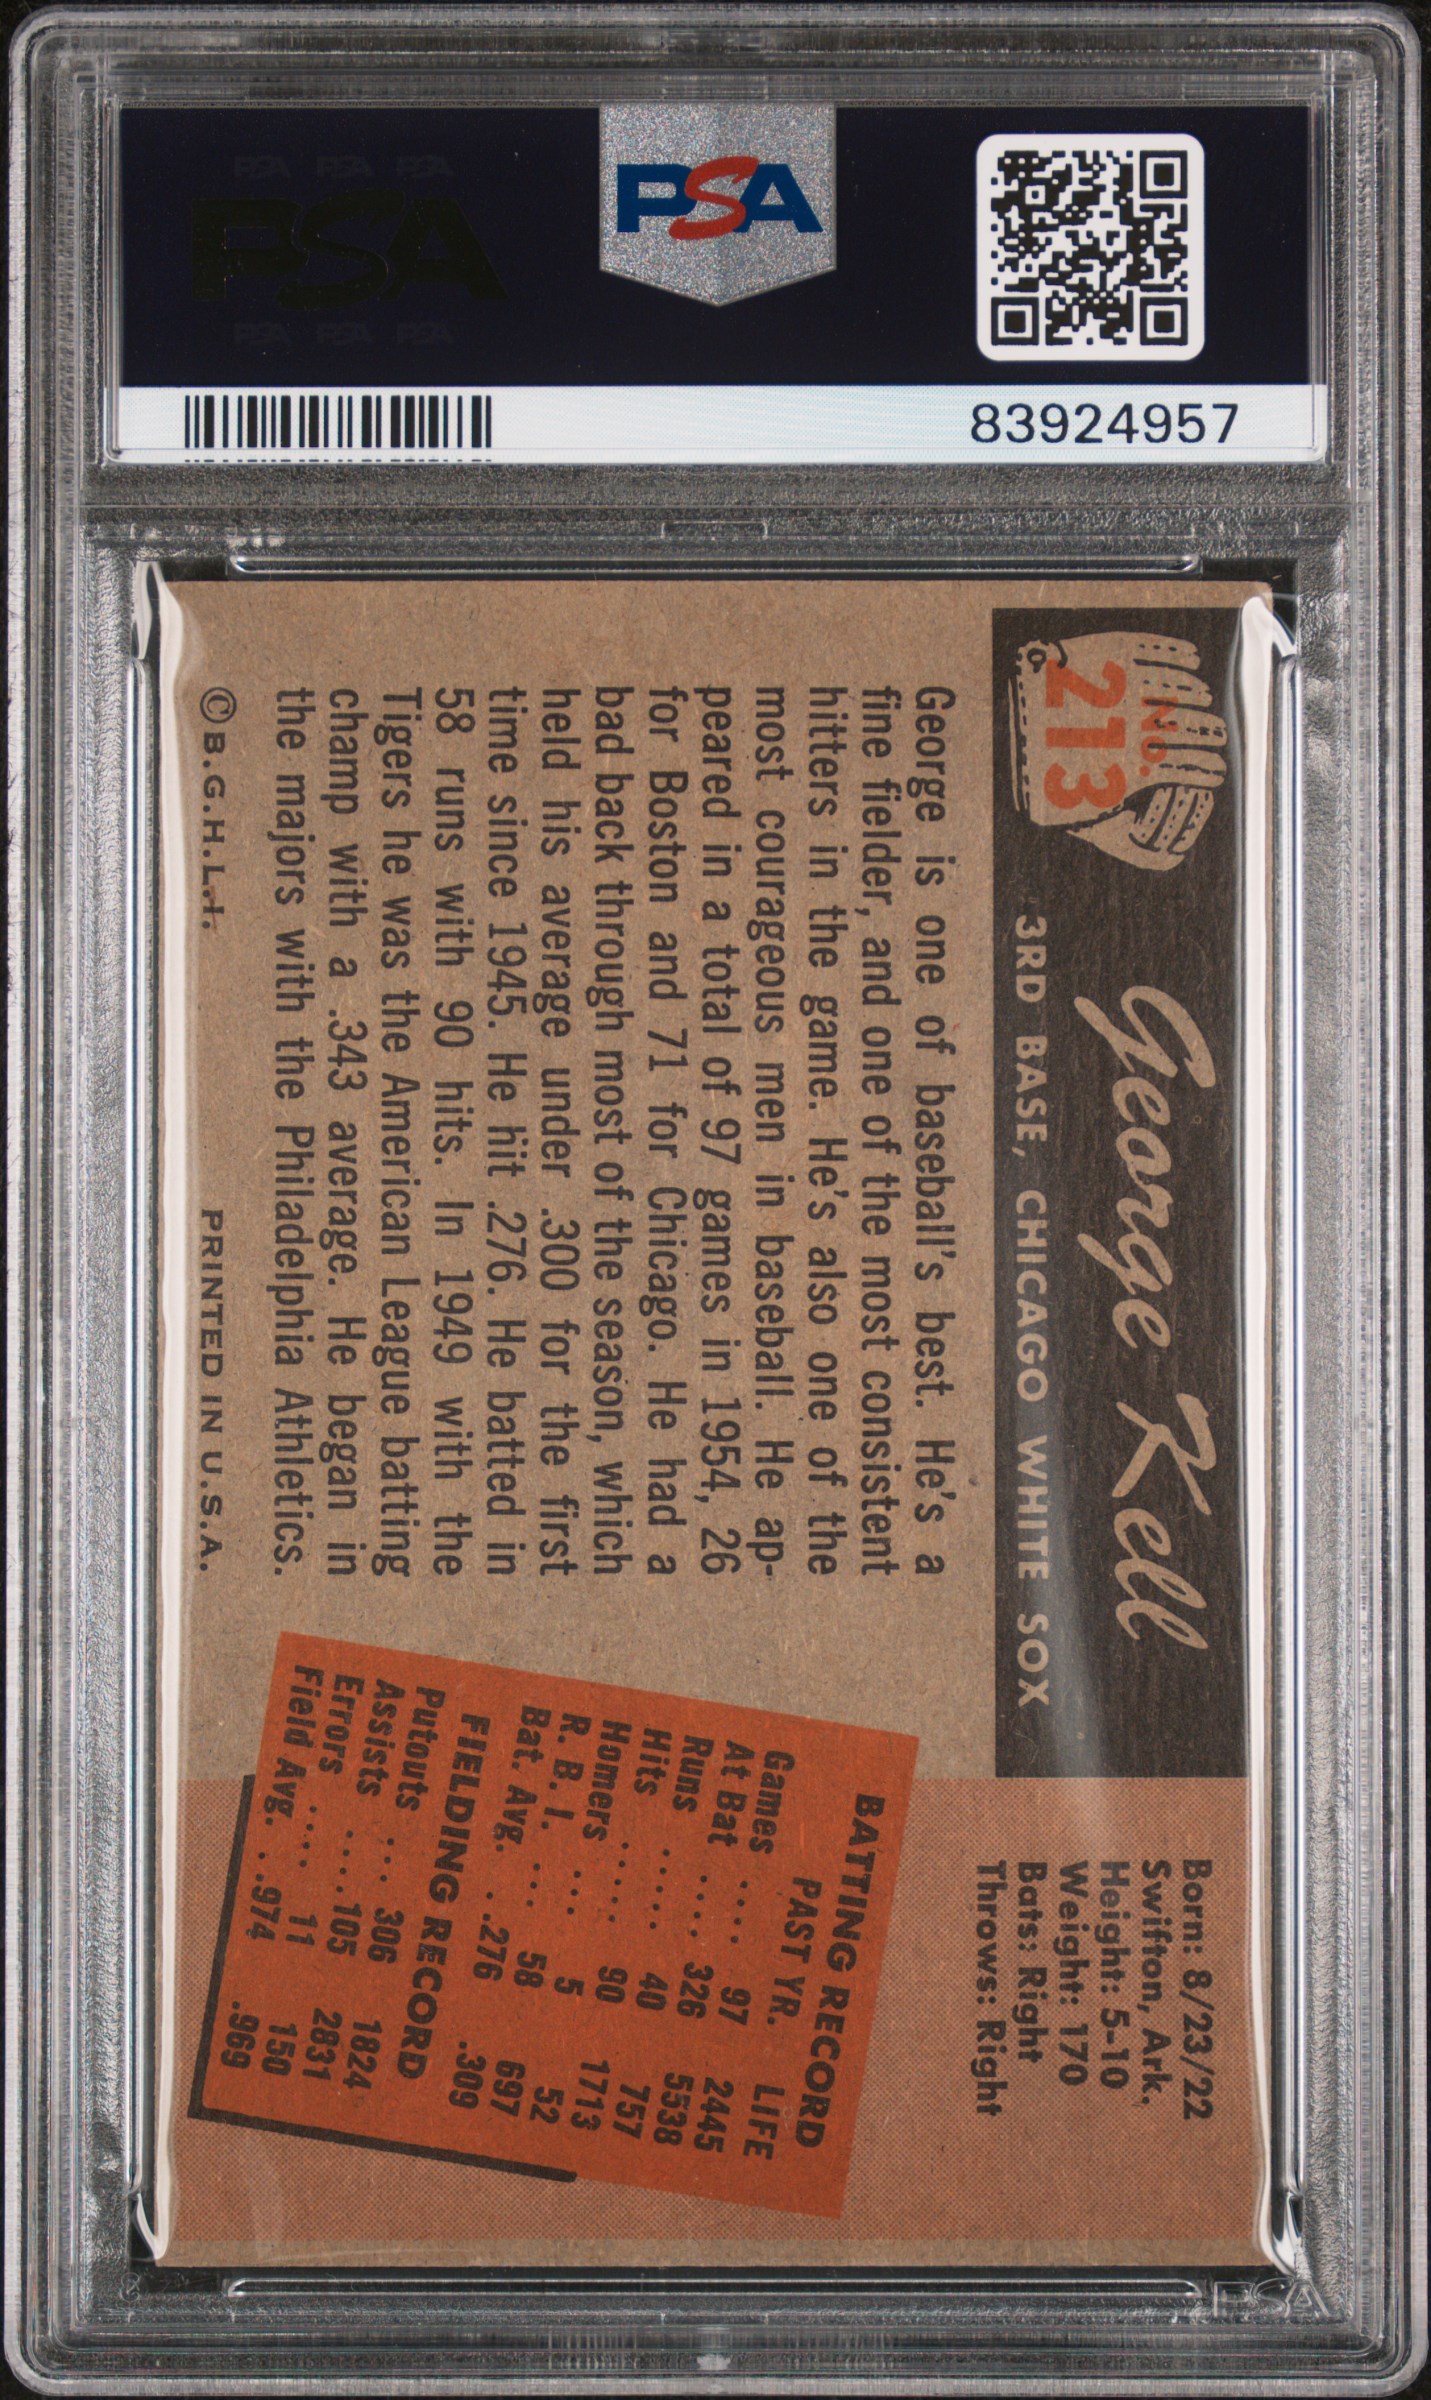 PSA PSA PSA
PSA
PSA PSA PSA
PSA
83924957
No.
213
George Kell
3RD BASE, CHICAGO WHITE SOX
Born: 8/23/22
Swifton, Ark.
Height: 5-10
Weight: 170
Bats: Right
Throws: Right
George is one of baseball's best. He's a
fine fielder, and one of the most consistent
hitters in the game. He's also one of the
most courageous men in baseball. He ap-
peared in a total of 97 games in 1954, 26
for Boston and 71 for Chicago. He had a
bad back through most of the season, which
held his average under .300 for the first
time since 1945. He hit .276. He batted in
58 runs with 90 hits. In 1949 with the
Tigers he was the American League batting
champ with a .343 average. He began in
the majors with the Philadelphia Athletics.
BATTING RECORD
PAST YR. LIFE
Games .... 97 2445
At Bat .... 326 5538
Runs ..... 40 757
Hits ..... 90 1713
Homers ... 5 52
R. B. I. ... 58 697
Bat. Avg. . .276 .309
FIELDING RECORD
Putouts ... 306 1824
Assists ....105 2831
Errors .... 11 150
Field Avg. . .974 .969
© B.G.H.L.I. PRINTED IN U.S.A.
PSA